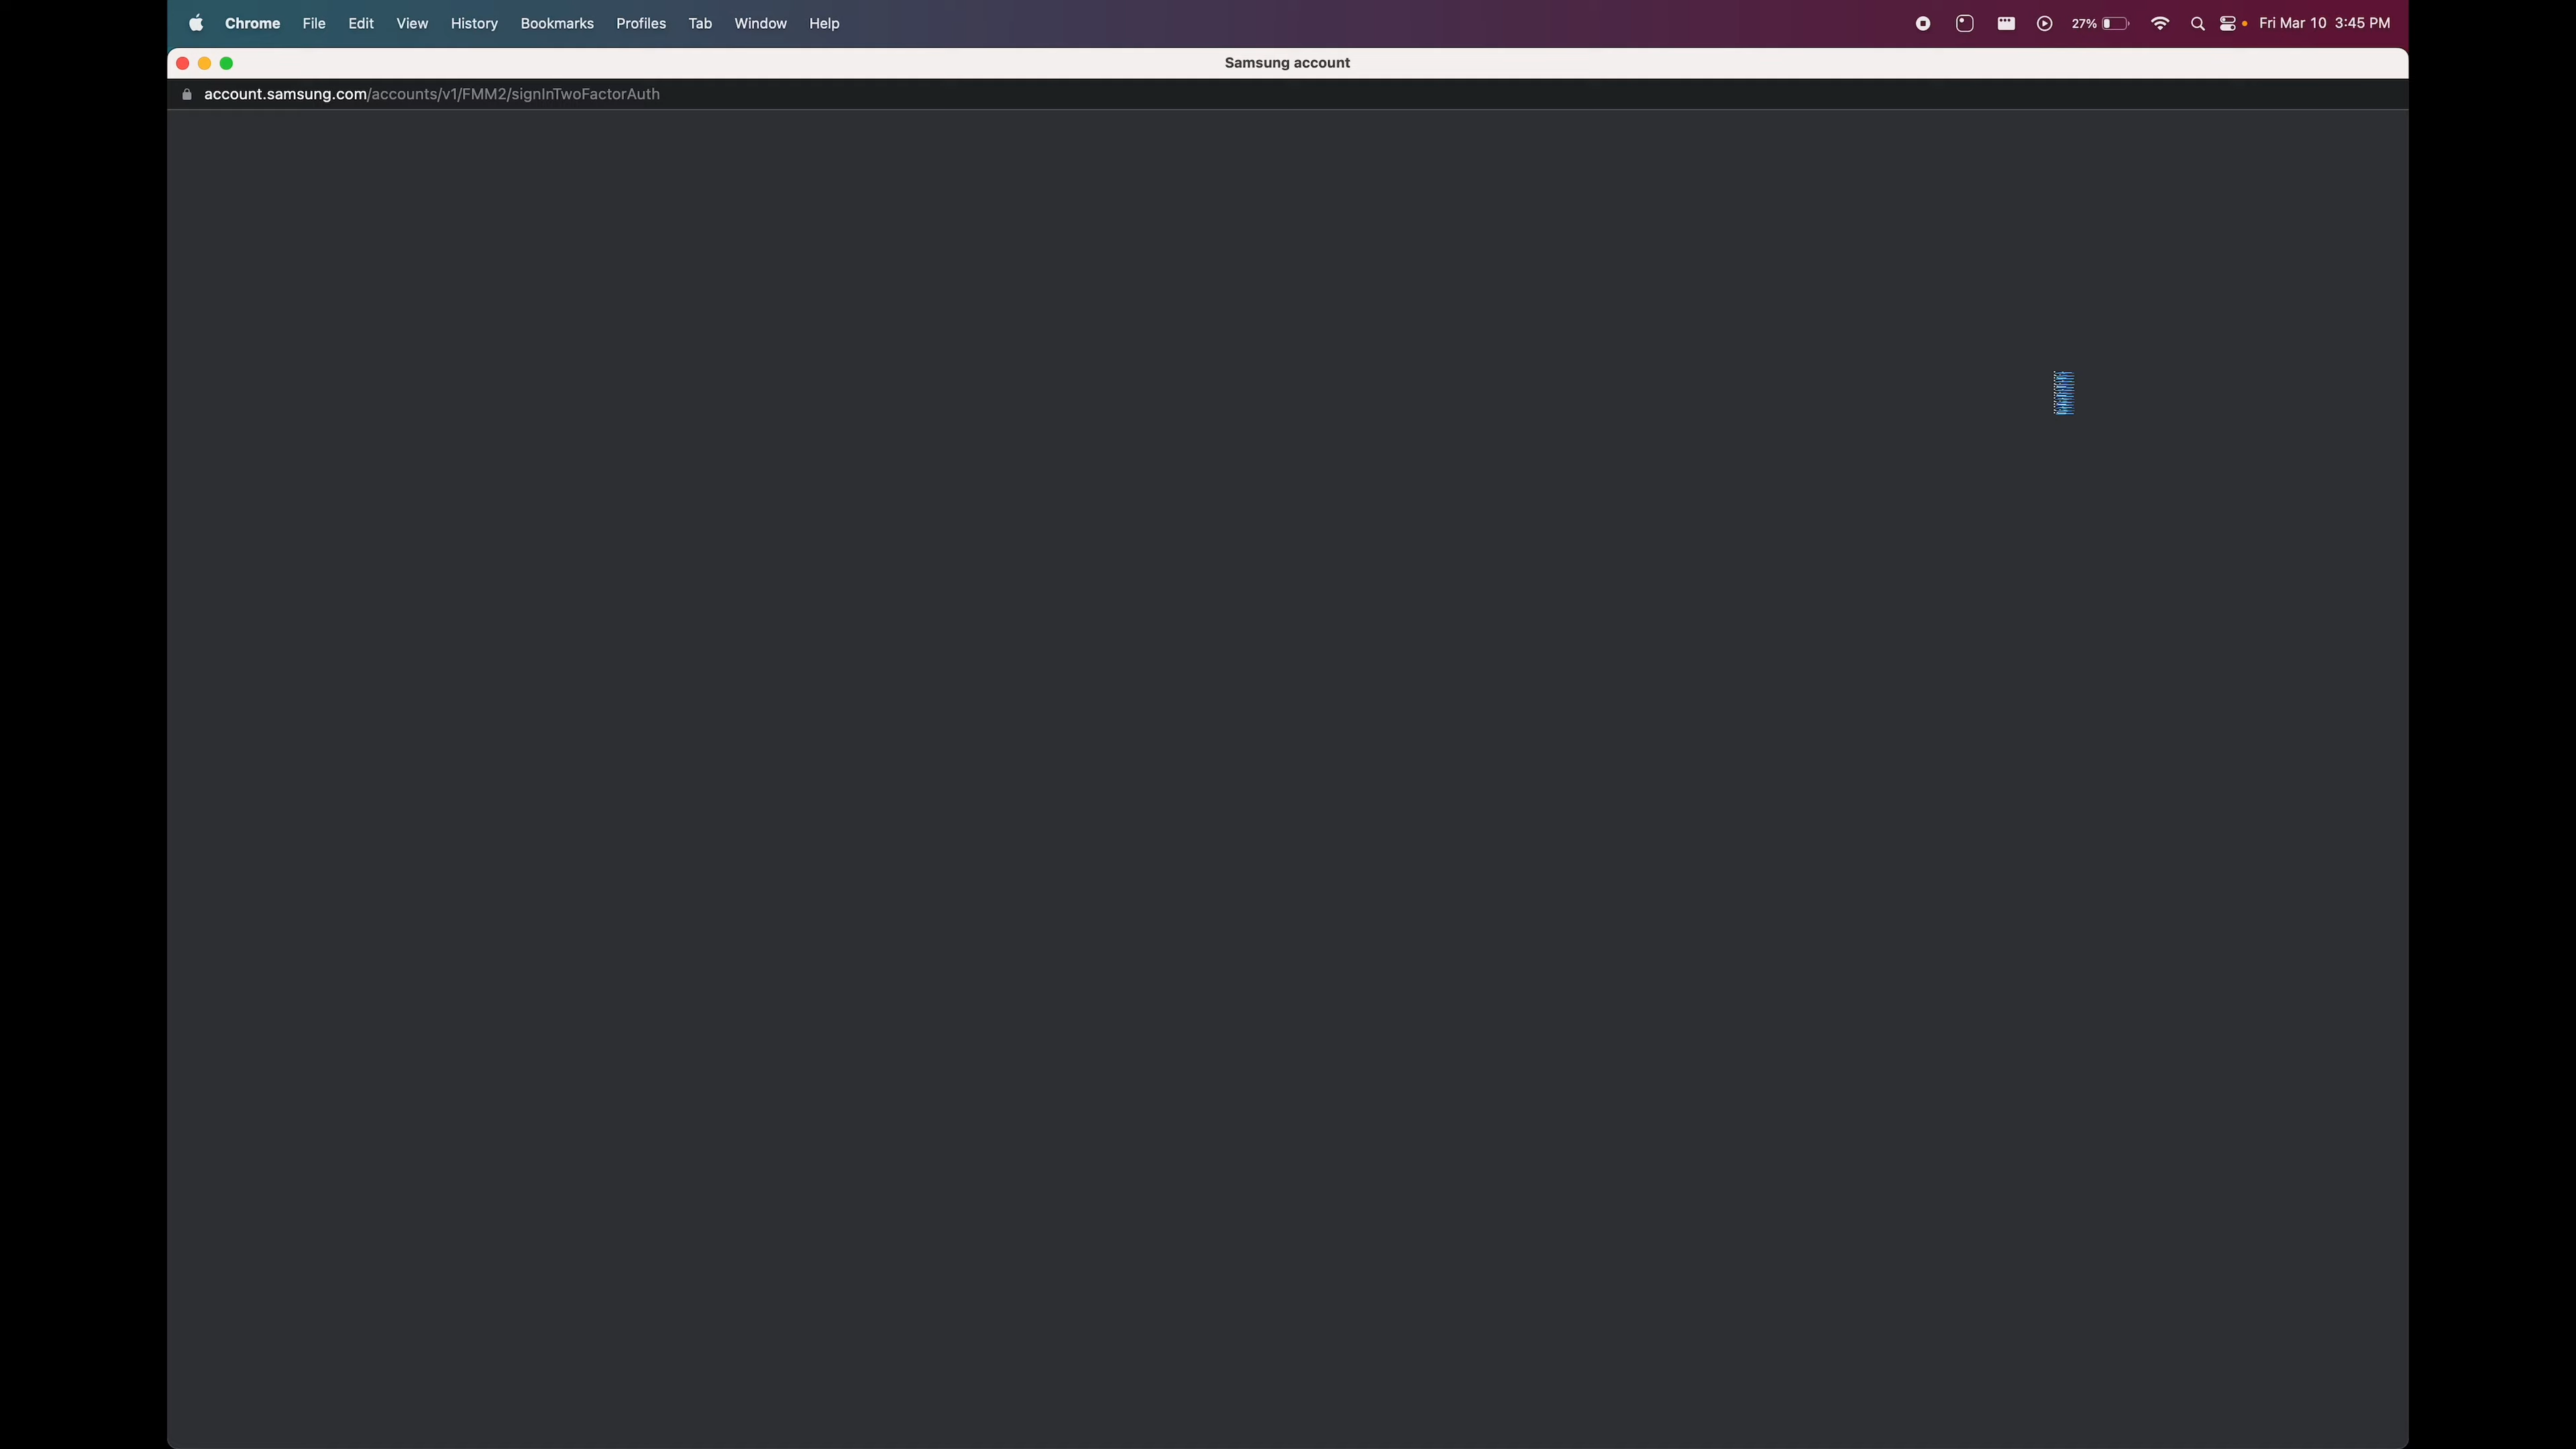 Chrome File Edit View History Bookmarks Profiles Tab Window Help 27% Fri Mar 10 3:45 PM
Samsung account
account.samsung.com/accounts/v1/FMM2/signInTwoFactorAuth